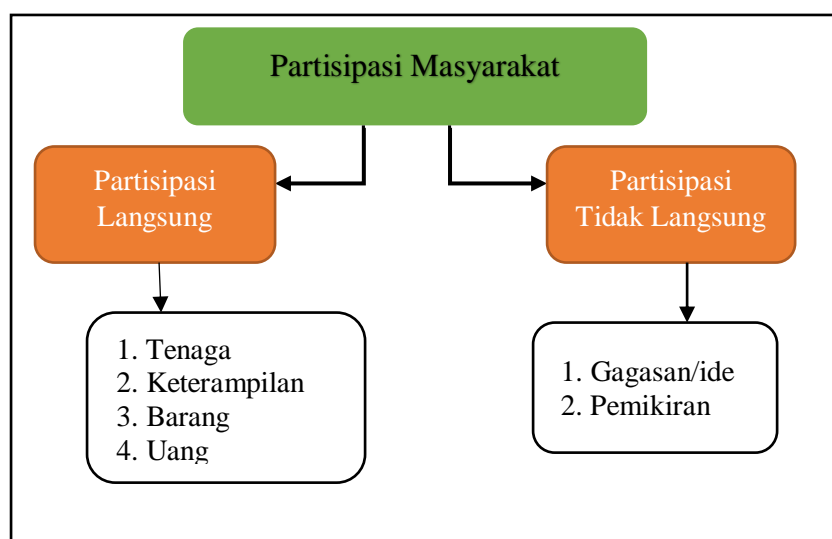 Partisipasi Masyarakat
Partisipasi
Langsung
Partisipasi
Tidak Langsung
1. Tenaga
2. Keterampilan
3. Barang
4. Uang
1. Gagasan/ide
2. Pemikiran